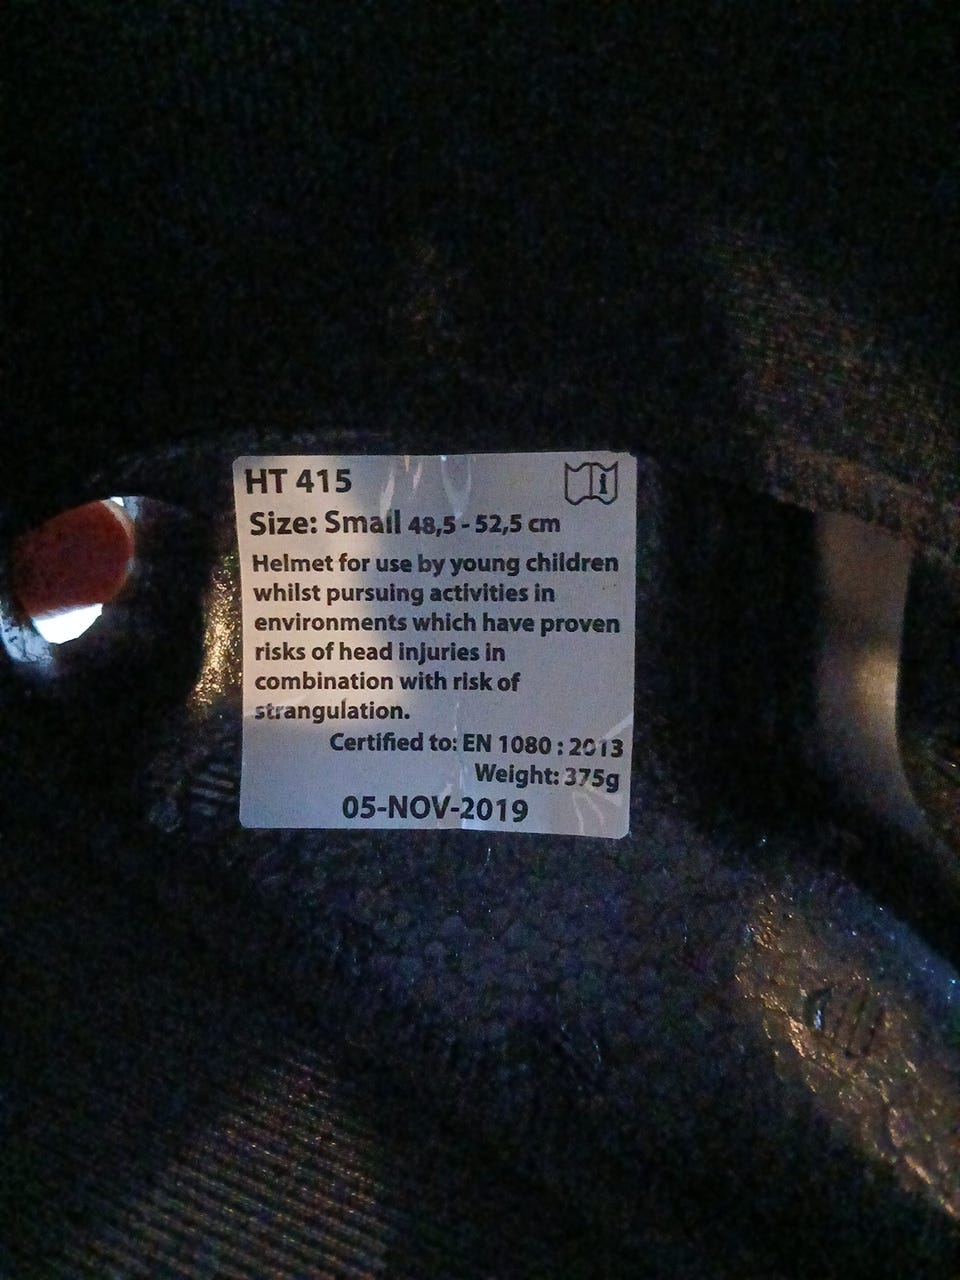 HT 415
Size: Small 48,5 - 52,5 cm
Helmet for use by young children
whilst pursuing activities in
environments which have proven
risks of head injuries in
combination with risk of
strangulation.
Certified to: EN 1080 : 2013
Weight: 375g
05-NOV-2019